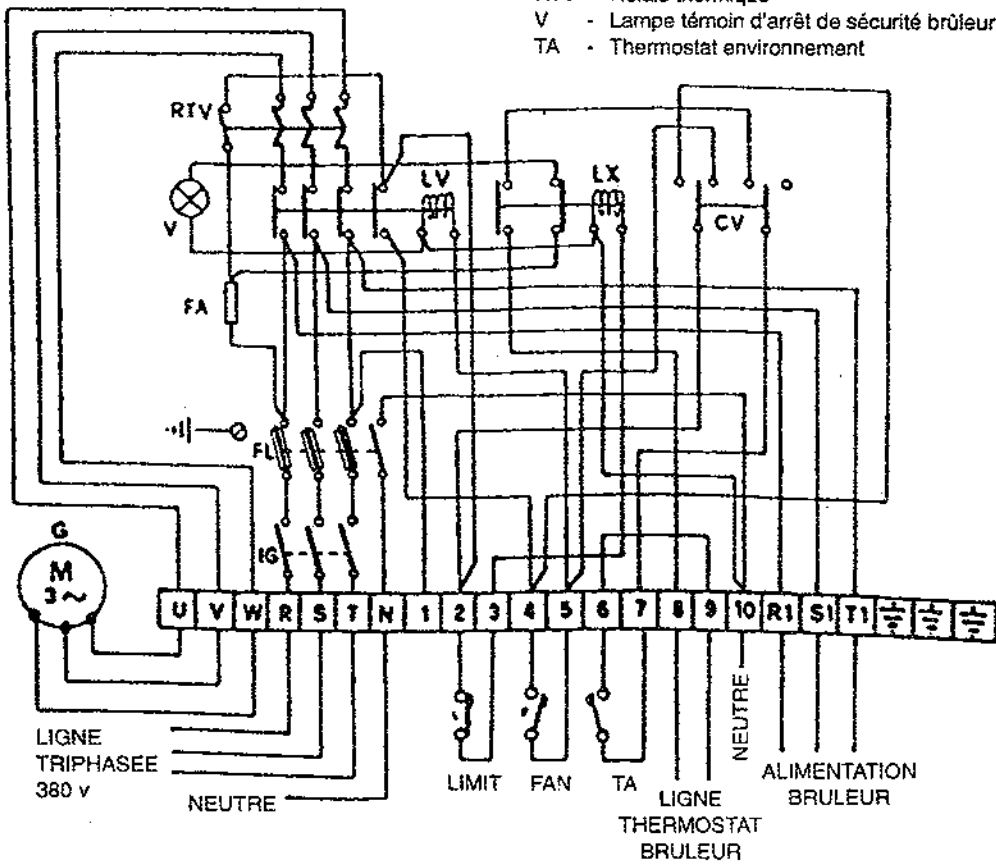 V - Lampe témoin d'arrêt de sécurité brûleur
TA - Thermostat environnement
RTV
LV
LX
V
CV
FA
FL
G
M
3~
IG
U V W R S T N 1 2 3 4 5 6 7 8 9 10 R1 S1 T1
LIGNE
TRIPHASÉE
380 v
NEUTRE
LIMIT
FAN
TA
LIGNE
THERMOSTAT
BRULEUR
NEUTRE
ALIMENTATION
BRULEUR